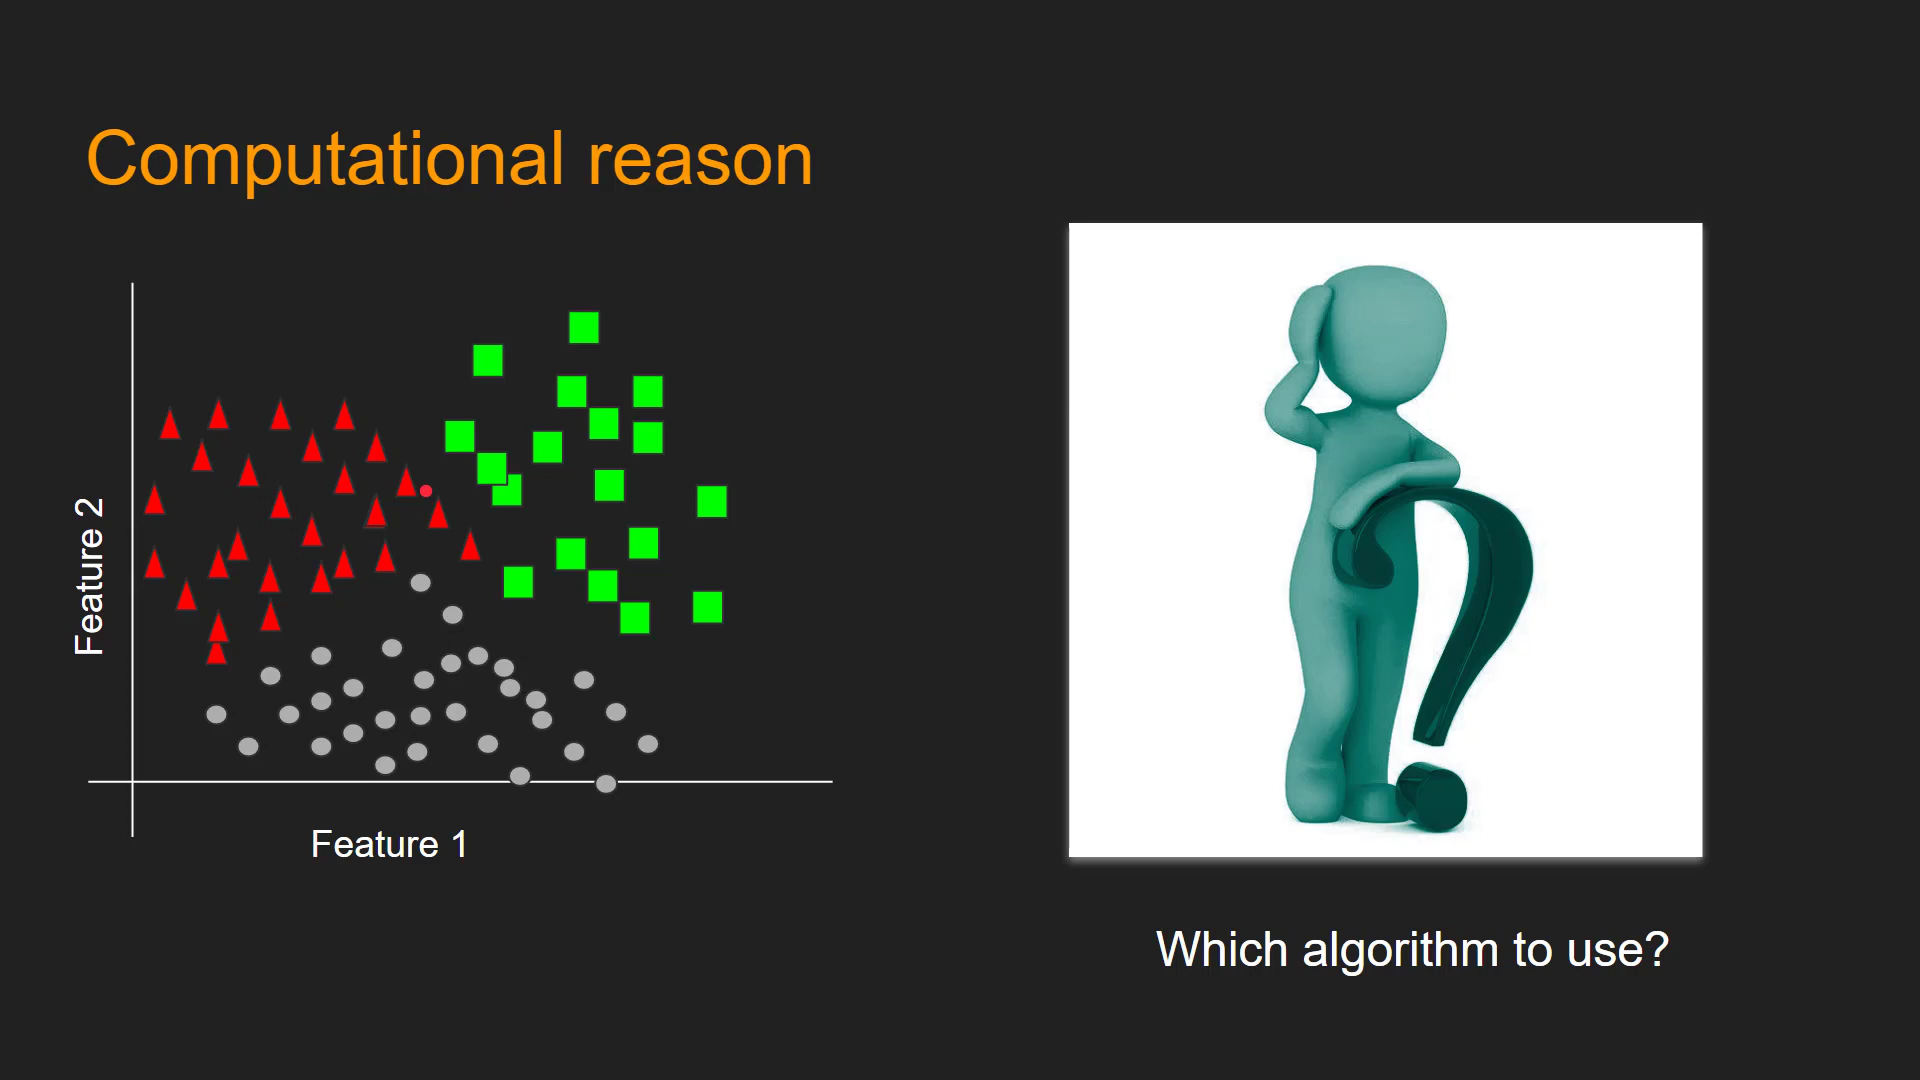 Computational reason
Feature 2
Feature 1
Which algorithm to use?